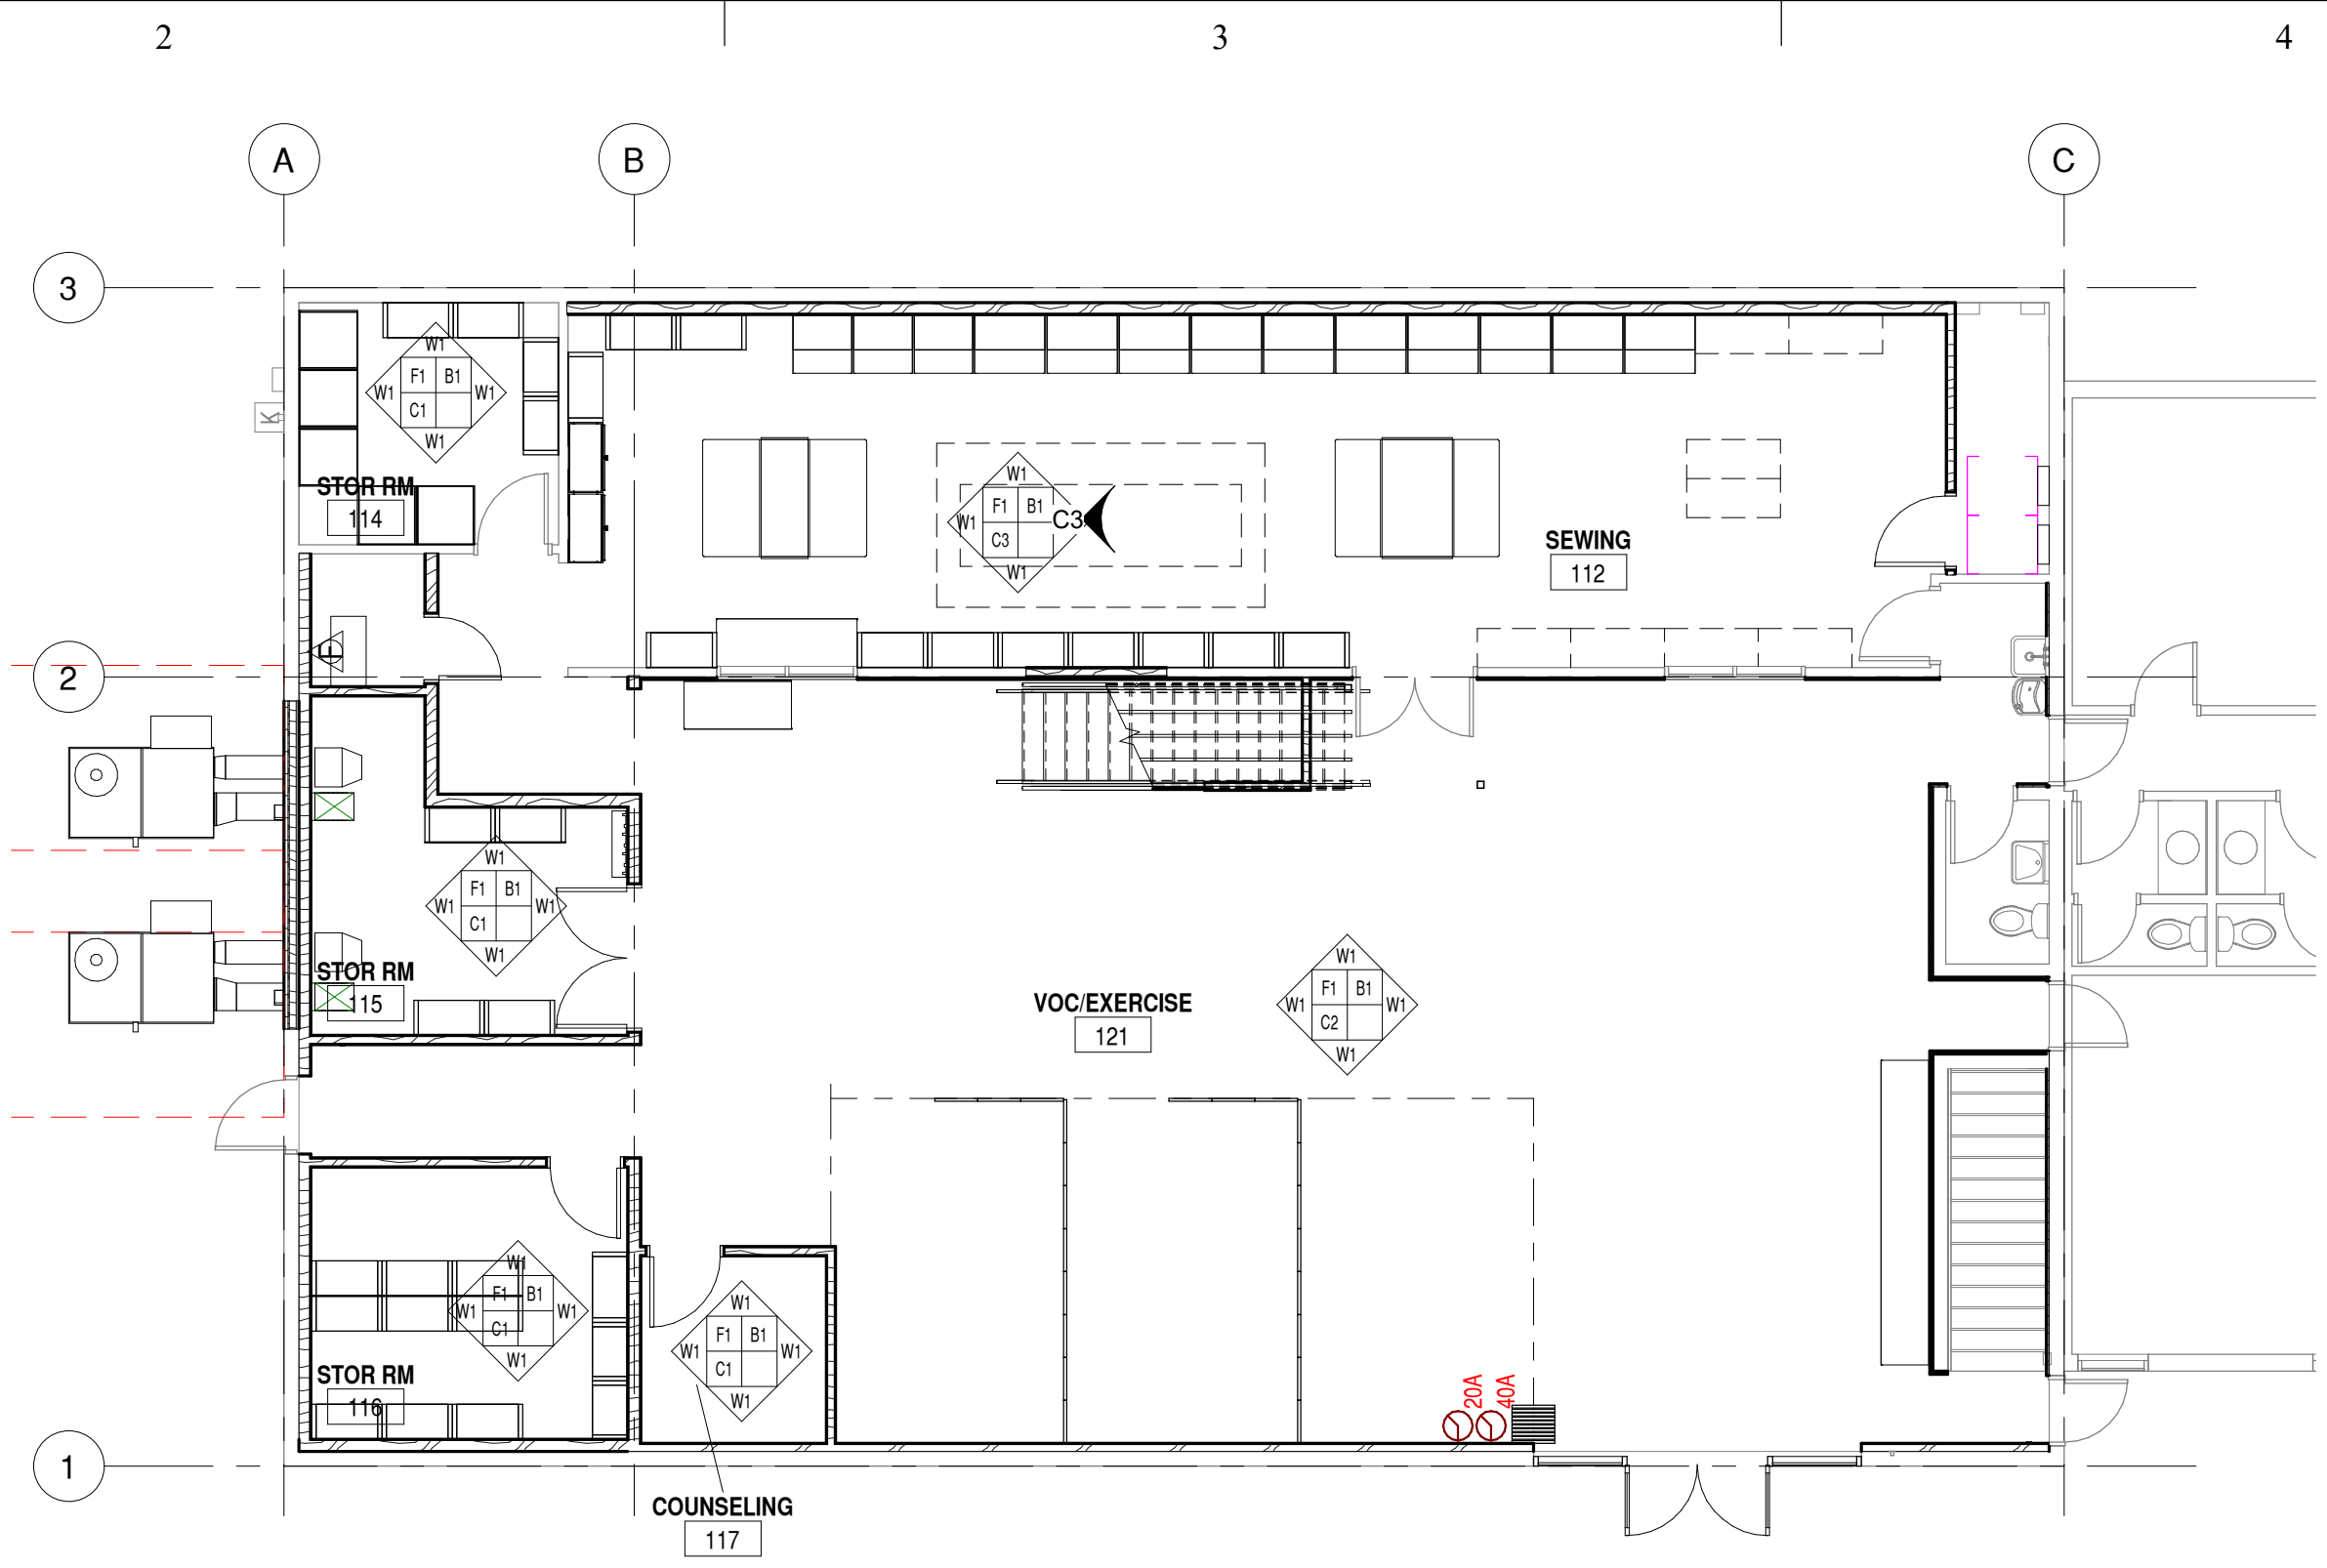 2 3 4
A B C
3
W1
F1 B1
W1 W1
C1
W1
STOR RM
114
K
W1
F1 B1
W1 C3
C3
W1
SEWING
112
F
2
W1
F1 B1
W1 W1
C1
W1
STOR RM
115
VOC/EXERCISE
121
W1
F1 B1
W1 W1
C2
W1
W1
F1 B1
W1 W1
C1
W1
STOR RM
116
W1
F1 B1
W1 W1
C1
W1
20A 40A
1
COUNSELING
117